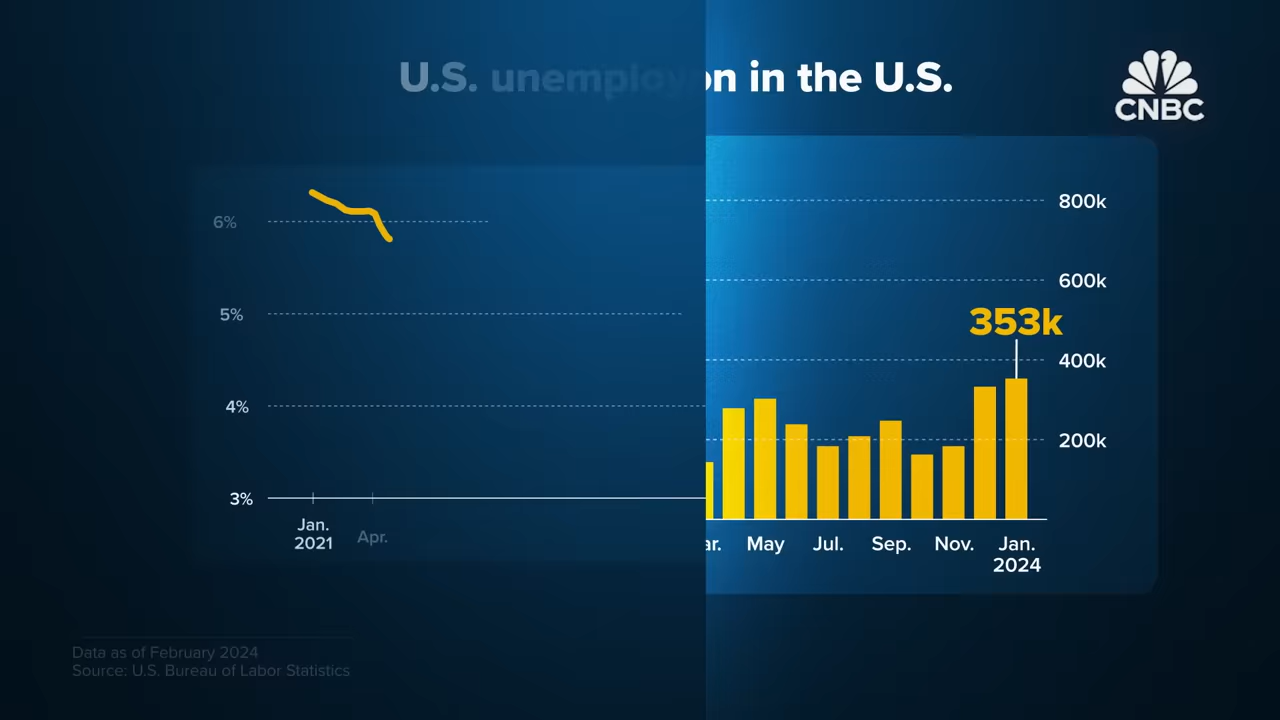 U.S. unemploy
on in the U.S.
CNBC
6%
5%
4%
3%
Jan.
2021
Apr.
800k
600k
353k
400k
200k
ar.
May
Jul.
Sep.
Nov.
Jan.
2024
Data as of February 2024
Source: U.S. Bureau of Labor Statistics